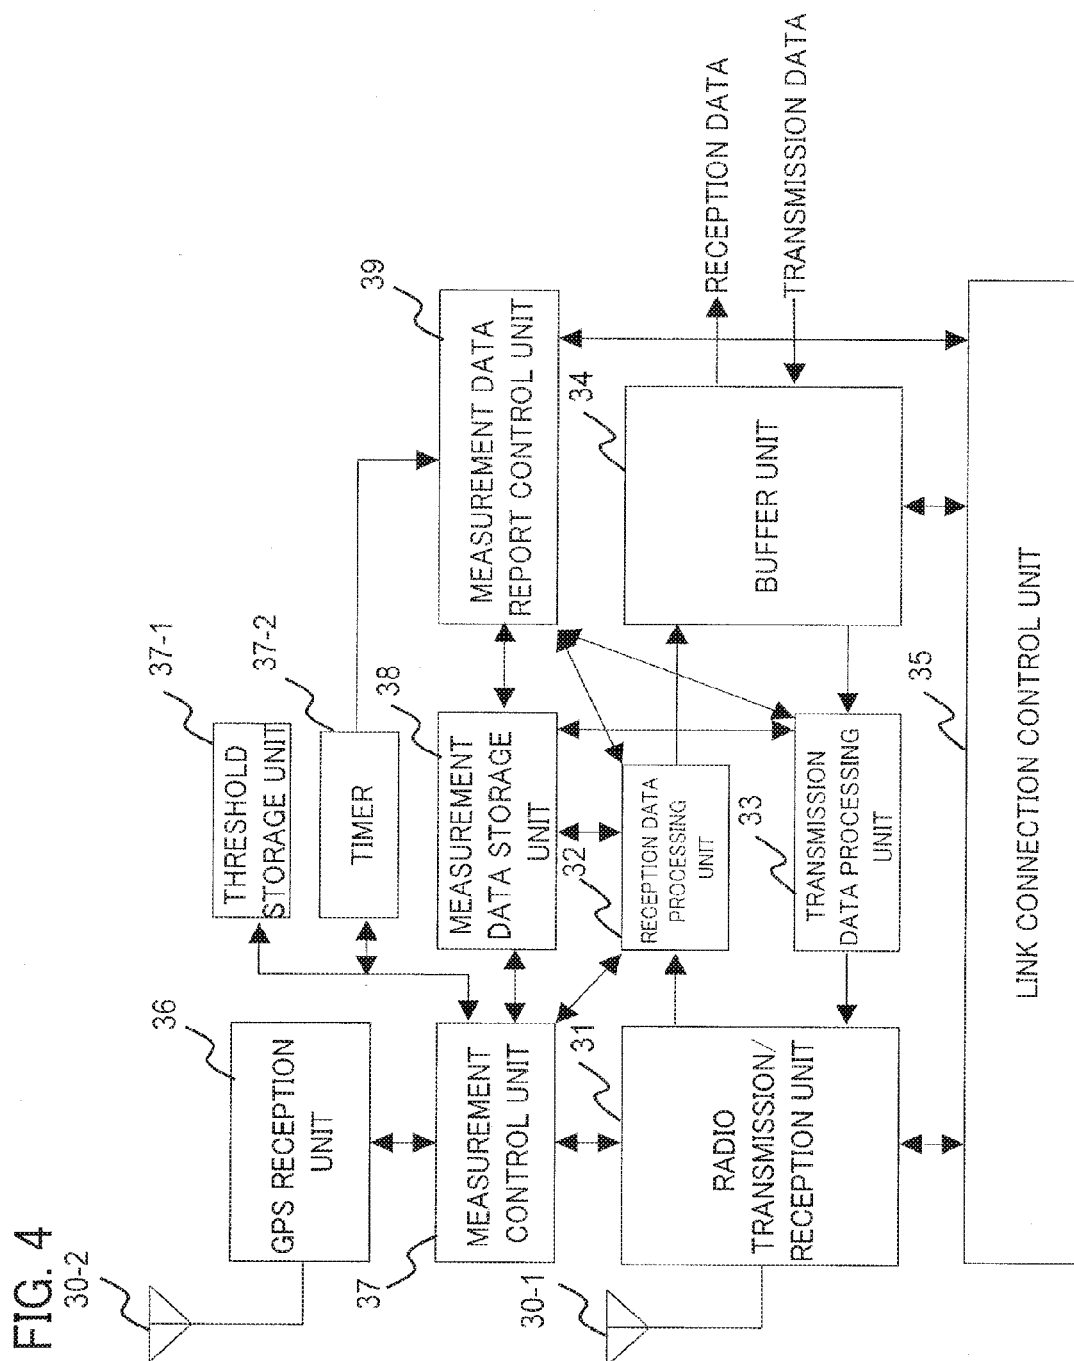 FIG. 4
30-2
36
GPS RECEPTION
UNIT
37-1
THRESHOLD
STORAGE UNIT
37-2
TIMER
37
MEASUREMENT
CONTROL UNIT
38
MEASUREMENT
DATA STORAGE
UNIT
39
MEASUREMENT DATA
REPORT CONTROL UNIT
30-1
31
RADIO
TRANSMISSION/
RECEPTION UNIT
32
RECEPTION DATA
PROCESSING
UNIT
33
TRANSMISSION
DATA PROCESSING
UNIT
34
BUFFER UNIT
RECEPTION DATA
TRANSMISSION DATA
35
LINK CONNECTION CONTROL UNIT